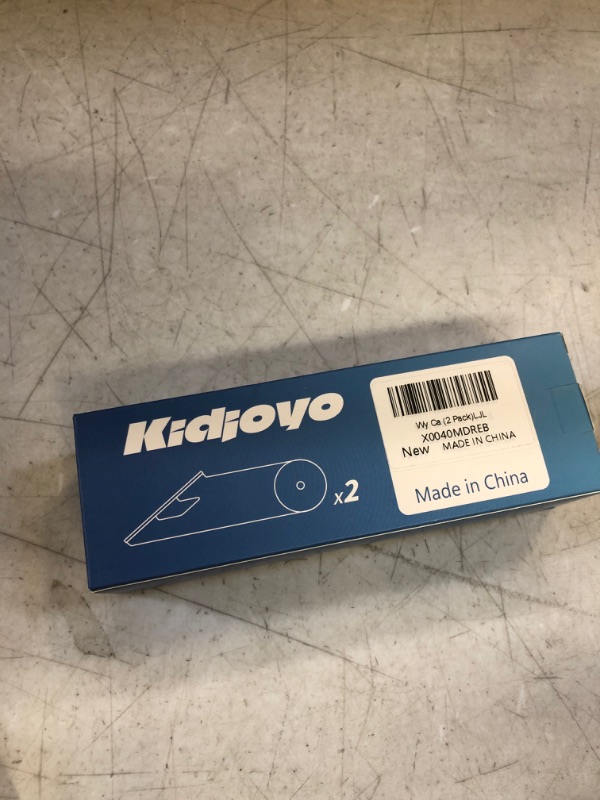 Kidjoyo
x2
Wy Ca (2 Pack)LJL
X0040MDREB
New MADE IN CHINA
Made in China